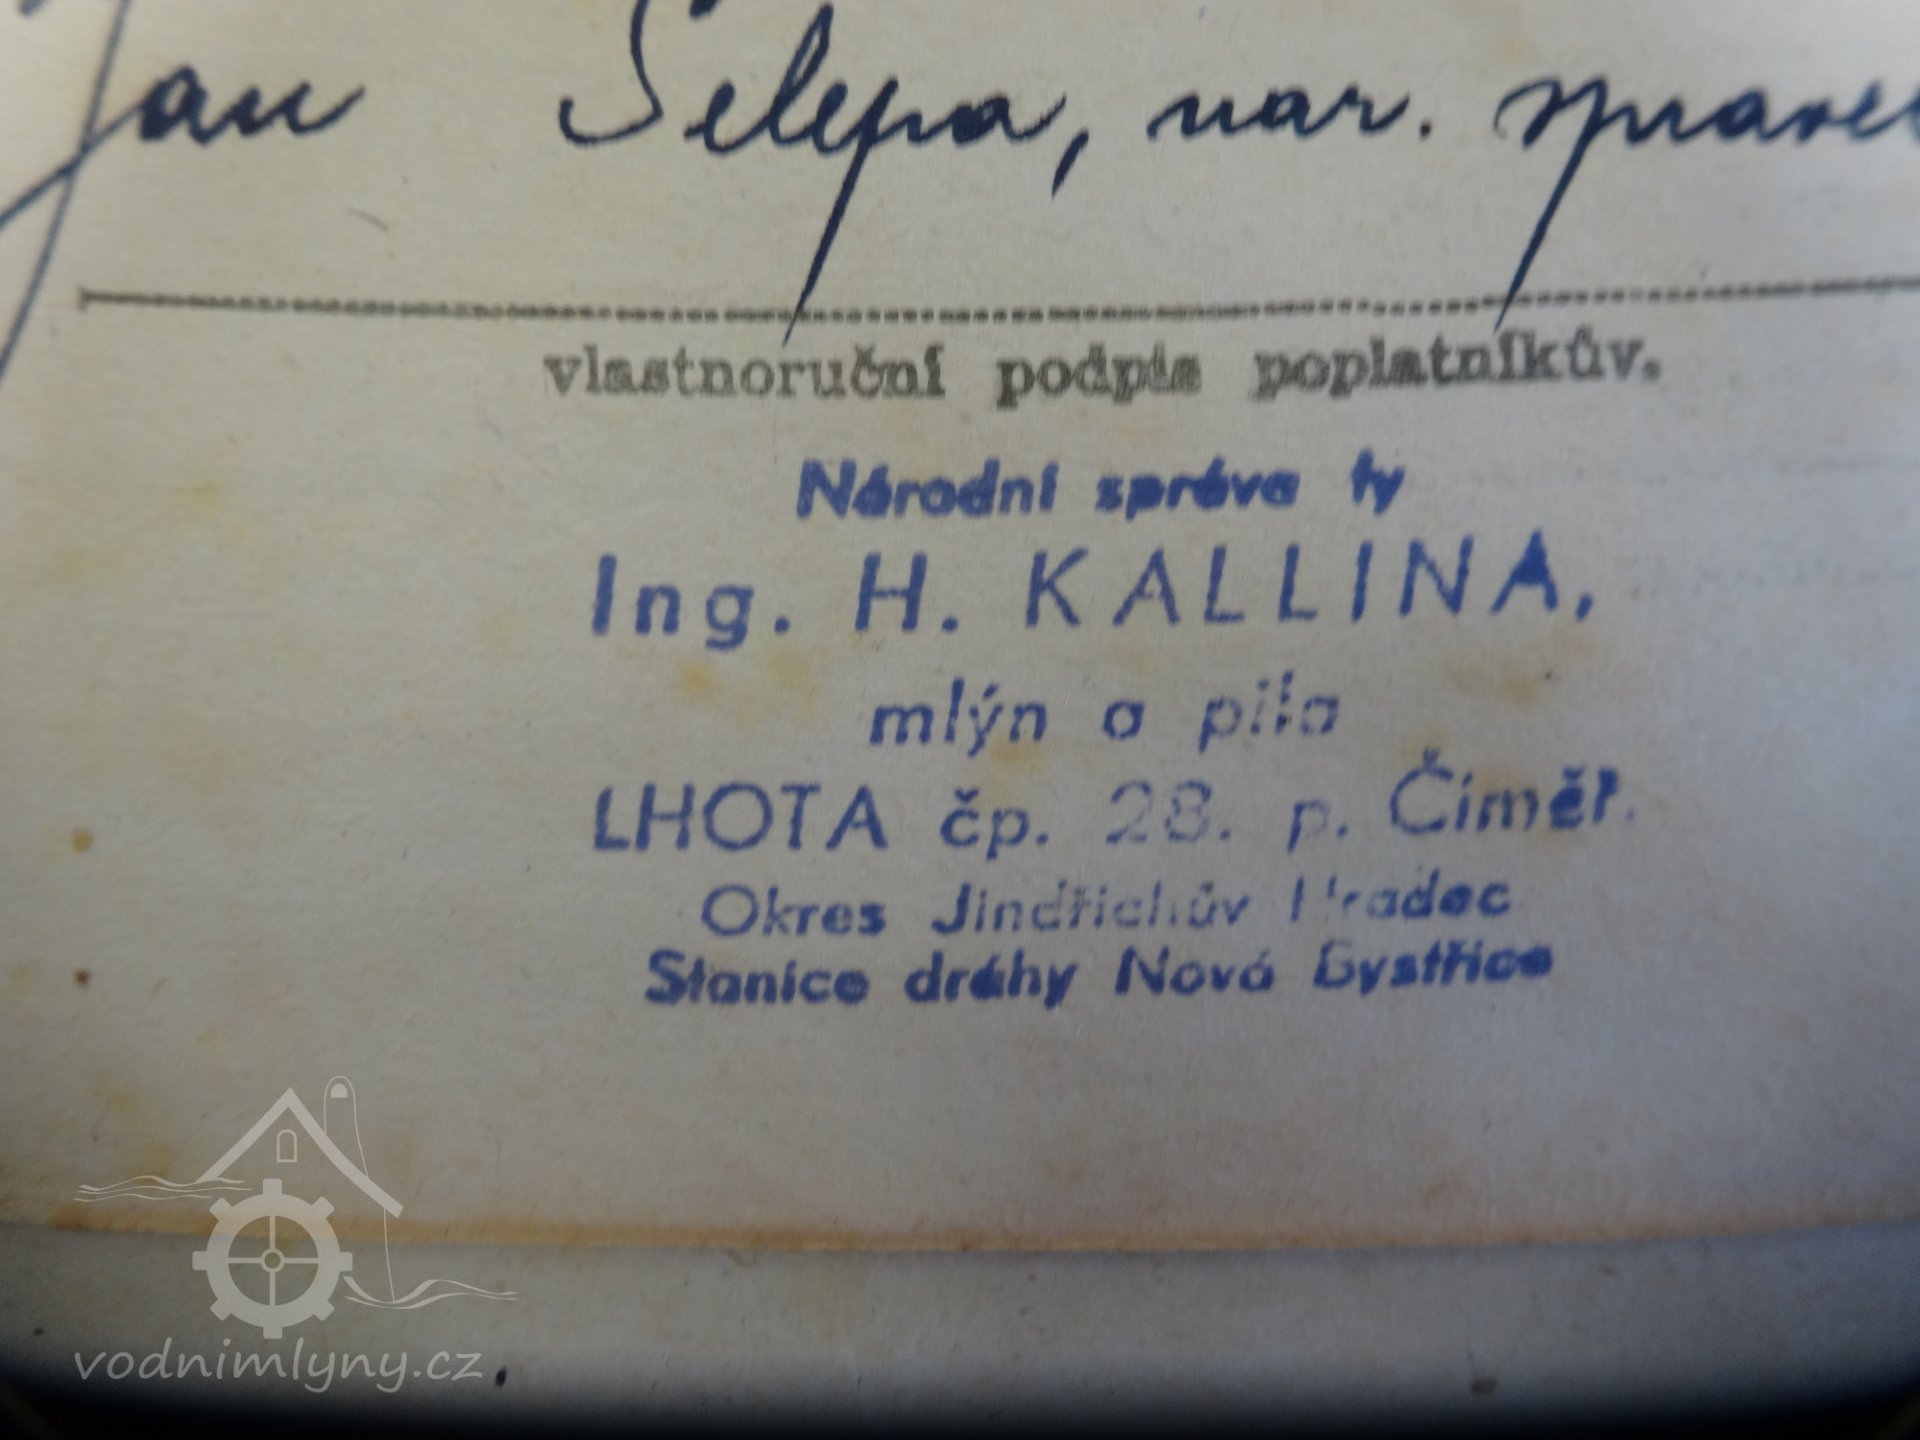 Jan Šelepa, nar. správce
vlastnoruční podpis poplatníkův.
Národní správa fy
Ing. H. KALLINA,
mlýn a pila
LHOTA čp. 28. p. Číměř.
Okres Jindřichův Hradec
Stanice dráhy Nová Bystřice
vodnimlyny.cz